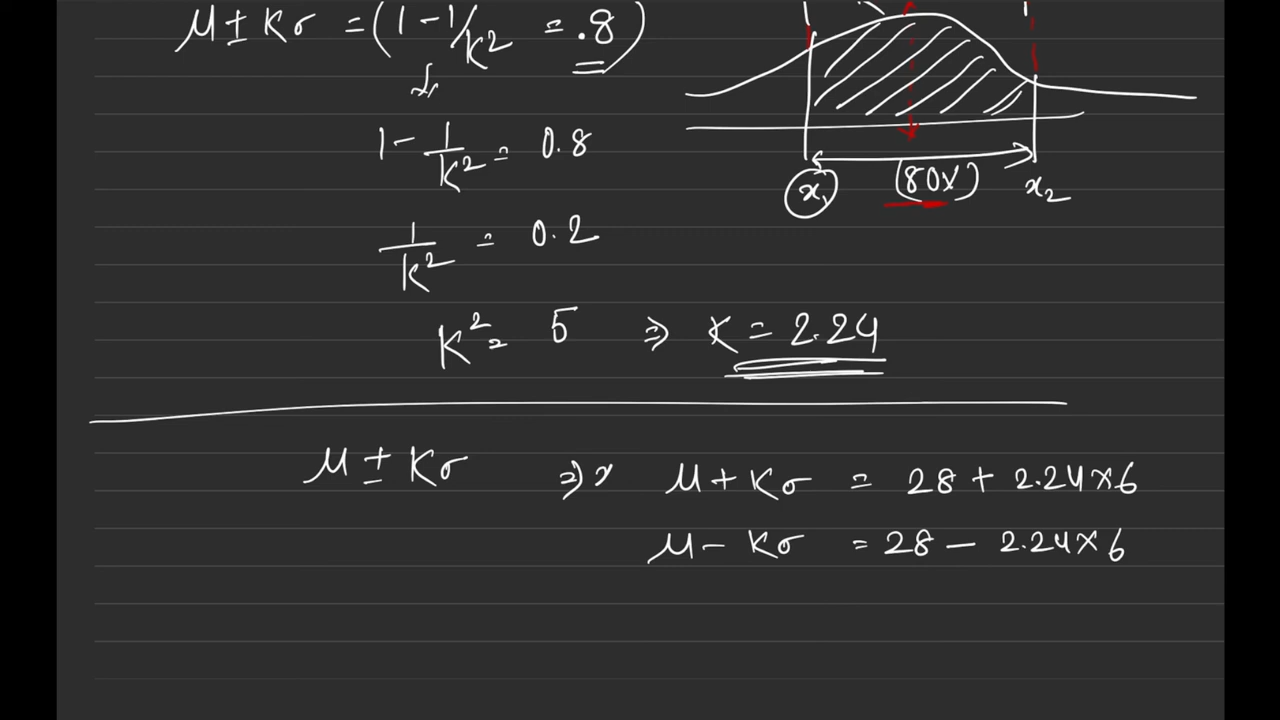 μ ± Kσ = (1 - 1/K² = .8)
1 - 1/K² = 0.8
(80%)
x₁ x₂
1/K² = 0.2
K² = 5 ⇒ K = 2.24
μ ± Kσ ⇒ μ + Kσ = 28 + 2.24×6
μ - Kσ = 28 - 2.24×6